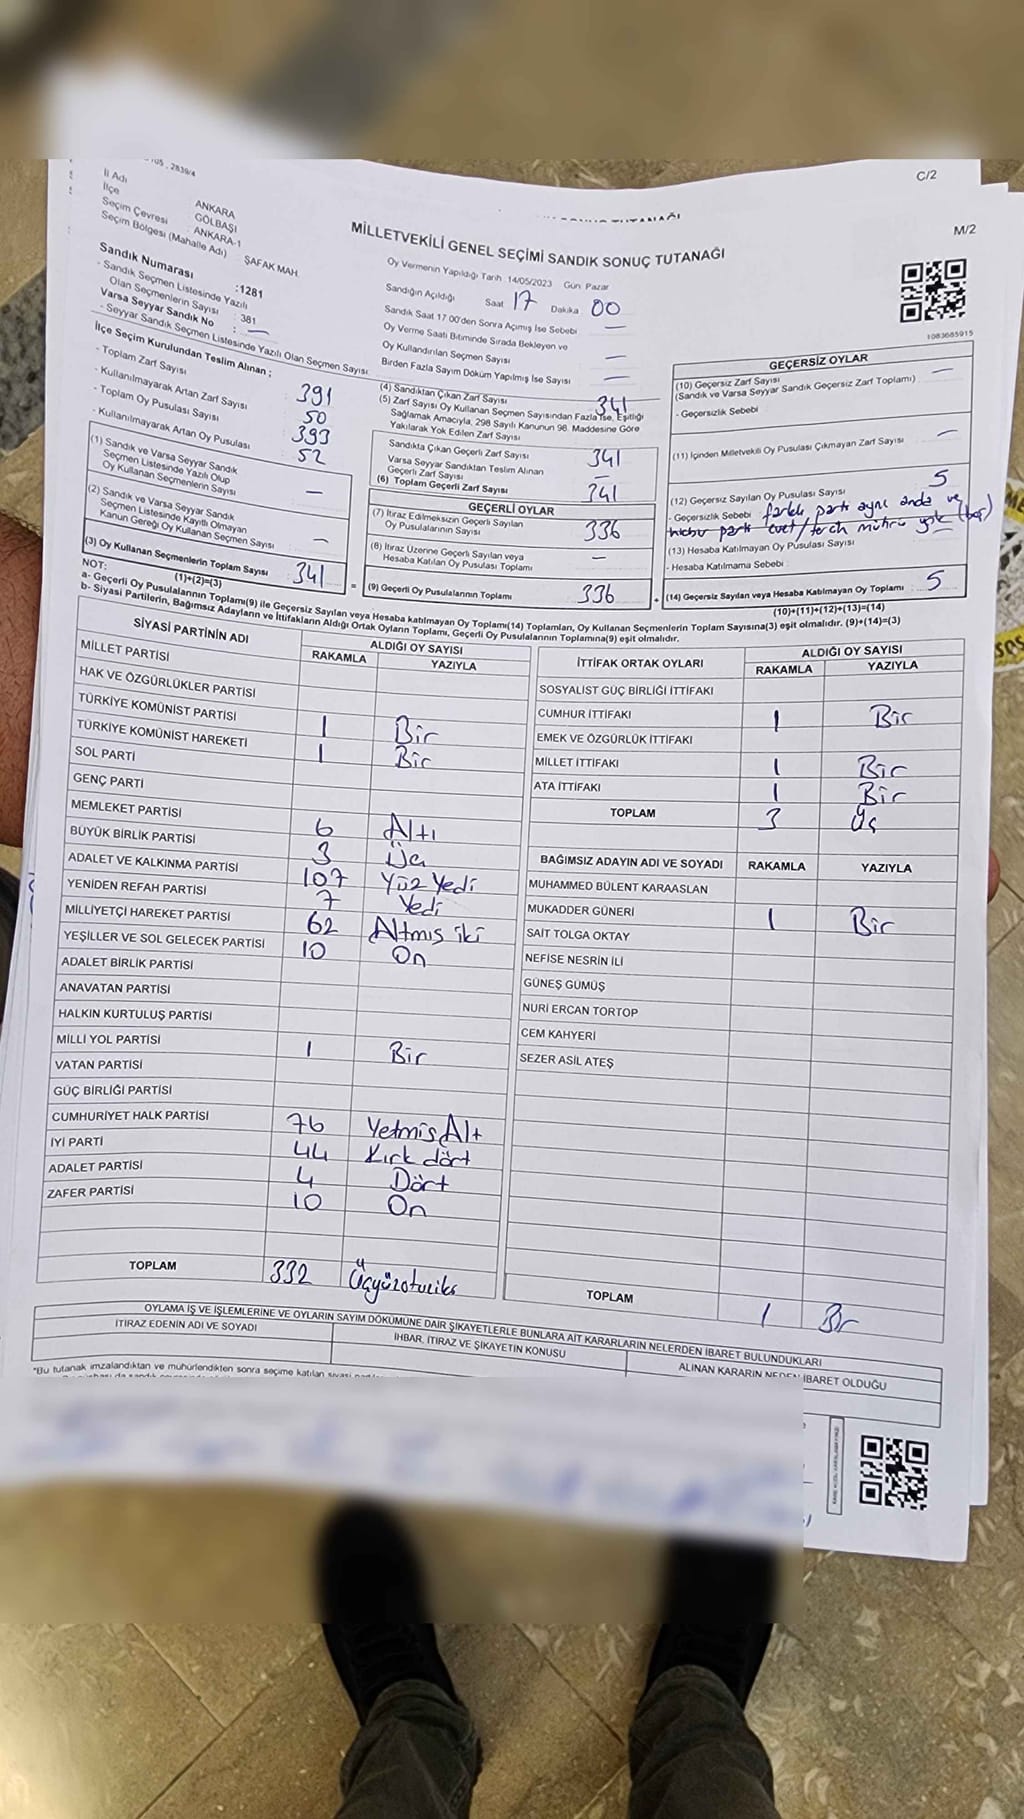 C/2
M/2
İl Adı
İlçe ANKARA
Seçim Çevresi : GÖLBAŞI
Seçim Bölgesi (Mahalle Adı) : ANKARA-1
ŞAFAK MAH.
MİLLETVEKİLİ GENEL SEÇİMİ SANDIK SONUÇ TUTANAĞI
Oy Vermenin Yapıldığı Tarih : 14/05/2023 Gün: Pazar
Sandığın Açıldığı Saat 17 Dakika 00
Sandık Saat 17.00'den Sonra Açımış İse Sebebi —
Oy Verme Saati Bitiminde Sırada Bekleyen ve
Oy Kullandırılan Seçmen Sayısı —
Birden Fazla Sayım Döküm Yapılmış İse Sayısı —
1083685915
Sandık Numarası :1281
- Sandık Seçmen Listesinde Yazılı
Olan Seçmenlerin Sayısı : 381
Varsa Seyyar Sandık No : —
- Seyyar Sandık Seçmen Listesinde Yazılı Olan Seçmen Sayısı
İlçe Seçim Kurulundan Teslim Alınan ;
- Toplam Zarf Sayısı 391
- Kullanılmayarak Artan Zarf Sayısı 50
- Toplam Oy Pusulası Sayısı 393
- Kullanılmayarak Artan Oy Pusulası 52
(1) Sandık ve Varsa Seyyar Sandık
Seçmen Listesinde Yazılı Olup
Oy Kullanan Seçmenlerin Sayısı —
(2) Sandık ve Varsa Seyyar Sandık
Seçmen Listesinde Kayıtlı Olmayan
Kanun Gereği Oy Kullanan Seçmen Sayısı —
(3) Oy Kullanan Seçmenlerin Toplam Sayısı 341
(1)+(2)=(3)
(4) Sandıktan Çıkan Zarf Sayısı 341
(5) Zarf Sayısı Oy Kullanan Seçmen Sayısından Fazla İse, Eşitliği
Sağlamak Amacıyla, 298 Sayılı Kanunun 98. Maddesine Göre
Yakılarak Yok Edilen Zarf Sayısı
Sandıkta Çıkan Geçerli Zarf Sayısı 341
Varsa Seyyar Sandıktan Teslim Alınan
Geçerli Zarf Sayısı —
(6) Toplam Geçerli Zarf Sayısı 341
GEÇERLİ OYLAR
(7) İtiraz Edilmeksizin Geçerli Sayılan
Oy Pusulalarının Sayısı 336
(8) İtiraz Üzerine Geçerli Sayılan veya
Hesaba Katılan Oy Pusulası Toplamı —
= (9) Geçerli Oy Pusulalarının Toplamı 336
GEÇERSİZ OYLAR
(10) Geçersiz Zarf Sayısı —
(Sandık ve Varsa Seyyar Sandık Geçersiz Zarf Toplamı)
- Geçersizlik Sebebi
(11) İçinden Milletvekili Oy Pusulası Çıkmayan Zarf Sayısı —
(12) Geçersiz Sayılan Oy Pusulası Sayısı 5
- Geçersizlik Sebebi farklı parti aynı anda ve
hiçbir parti evet/tercih mührü yok (boş)
(13) Hesaba Katılmayan Oy Pusulası Sayısı —
- Hesaba Katılmama Sebebi :
+ (14) Geçersiz Sayılan veya Hesaba Katılmayan Oy Toplamı : 5
(10)+(11)+(12)+(13)=(14)
NOT:
a- Geçerli Oy Pusulalarının Toplamı(9) ile Geçersiz Sayılan veya Hesaba katılmayan Oy Toplamı(14) Toplamları, Oy Kullanan Seçmenlerin Toplam Sayısına(3) eşit olmalıdır. (9)+(14)=(3)
b- Siyasi Partilerin, Bağımsız Adayların ve İttifakların Aldığı Ortak Oyların Toplamı, Geçerli Oy Pusulalarının Toplamına(9) eşit olmalıdır.
SİYASİ PARTİNİN ADI ALDIĞI OY SAYISI
RAKAMLA YAZIYLA
MİLLET PARTİSİ
HAK VE ÖZGÜRLÜKLER PARTİSİ
TÜRKİYE KOMÜNİST PARTİSİ 1 Bir
TÜRKİYE KOMÜNİST HAREKETİ 1 Bir
SOL PARTİ
GENÇ PARTİ
MEMLEKET PARTİSİ 6 Altı
BÜYÜK BİRLİK PARTİSİ 3 Üç
ADALET VE KALKINMA PARTİSİ 107 Yüz Yedi
YENİDEN REFAH PARTİSİ 7 Yedi
MİLLİYETÇİ HAREKET PARTİSİ 62 Altmış iki
YEŞİLLER VE SOL GELECEK PARTİSİ 10 On
ADALET BİRLİK PARTİSİ
ANAVATAN PARTİSİ
HALKIN KURTULUŞ PARTİSİ
MİLLİ YOL PARTİSİ 1 Bir
VATAN PARTİSİ
GÜÇ BİRLİĞİ PARTİSİ
CUMHURİYET HALK PARTİSİ 76 Yetmiş Altı
İYİ PARTİ 44 Kırk dört
ADALET PARTİSİ 4 Dört
ZAFER PARTİSİ 10 On
TOPLAM 332 Üçyüzotuziki
İTTİFAK ORTAK OYLARI ALDIĞI OY SAYISI
RAKAMLA YAZIYLA
SOSYALİST GÜÇ BİRLİĞİ İTTİFAKI
CUMHUR İTTİFAKI 1 Bir
EMEK VE ÖZGÜRLÜK İTTİFAKI
MİLLET İTTİFAKI 1 Bir
ATA İTTİFAKI 1 Bir
TOPLAM 3 Üç
BAĞIMSIZ ADAYIN ADI VE SOYADI RAKAMLA YAZIYLA
MUHAMMED BÜLENT KARAASLAN
MUKADDER GÜNERİ 1 Bir
SAİT TOLGA OKTAY
NEFİSE NESRİN İLİ
GÜNEŞ GÜMÜŞ
NURİ ERCAN TORTOP
CEM KAHYERİ
SEZER ASİL ATEŞ
TOPLAM 1 Bir
OYLAMA İŞ VE İŞLEMLERİNE VE OYLARIN SAYIM DÖKÜMÜNE DAİR ŞİKAYETLERLE BUNLARA AİT KARARLARIN NELERDEN İBARET BULUNDUKLARI
İTİRAZ EDENİN ADI VE SOYADI İHBAR, İTİRAZ VE ŞİKAYETİN KONUSU ALINAN KARARIN NEDEN İBARET OLDUĞU
*Bu tutanak imzalandıktan ve mühürlendikten sonra seçime katılan siyasi